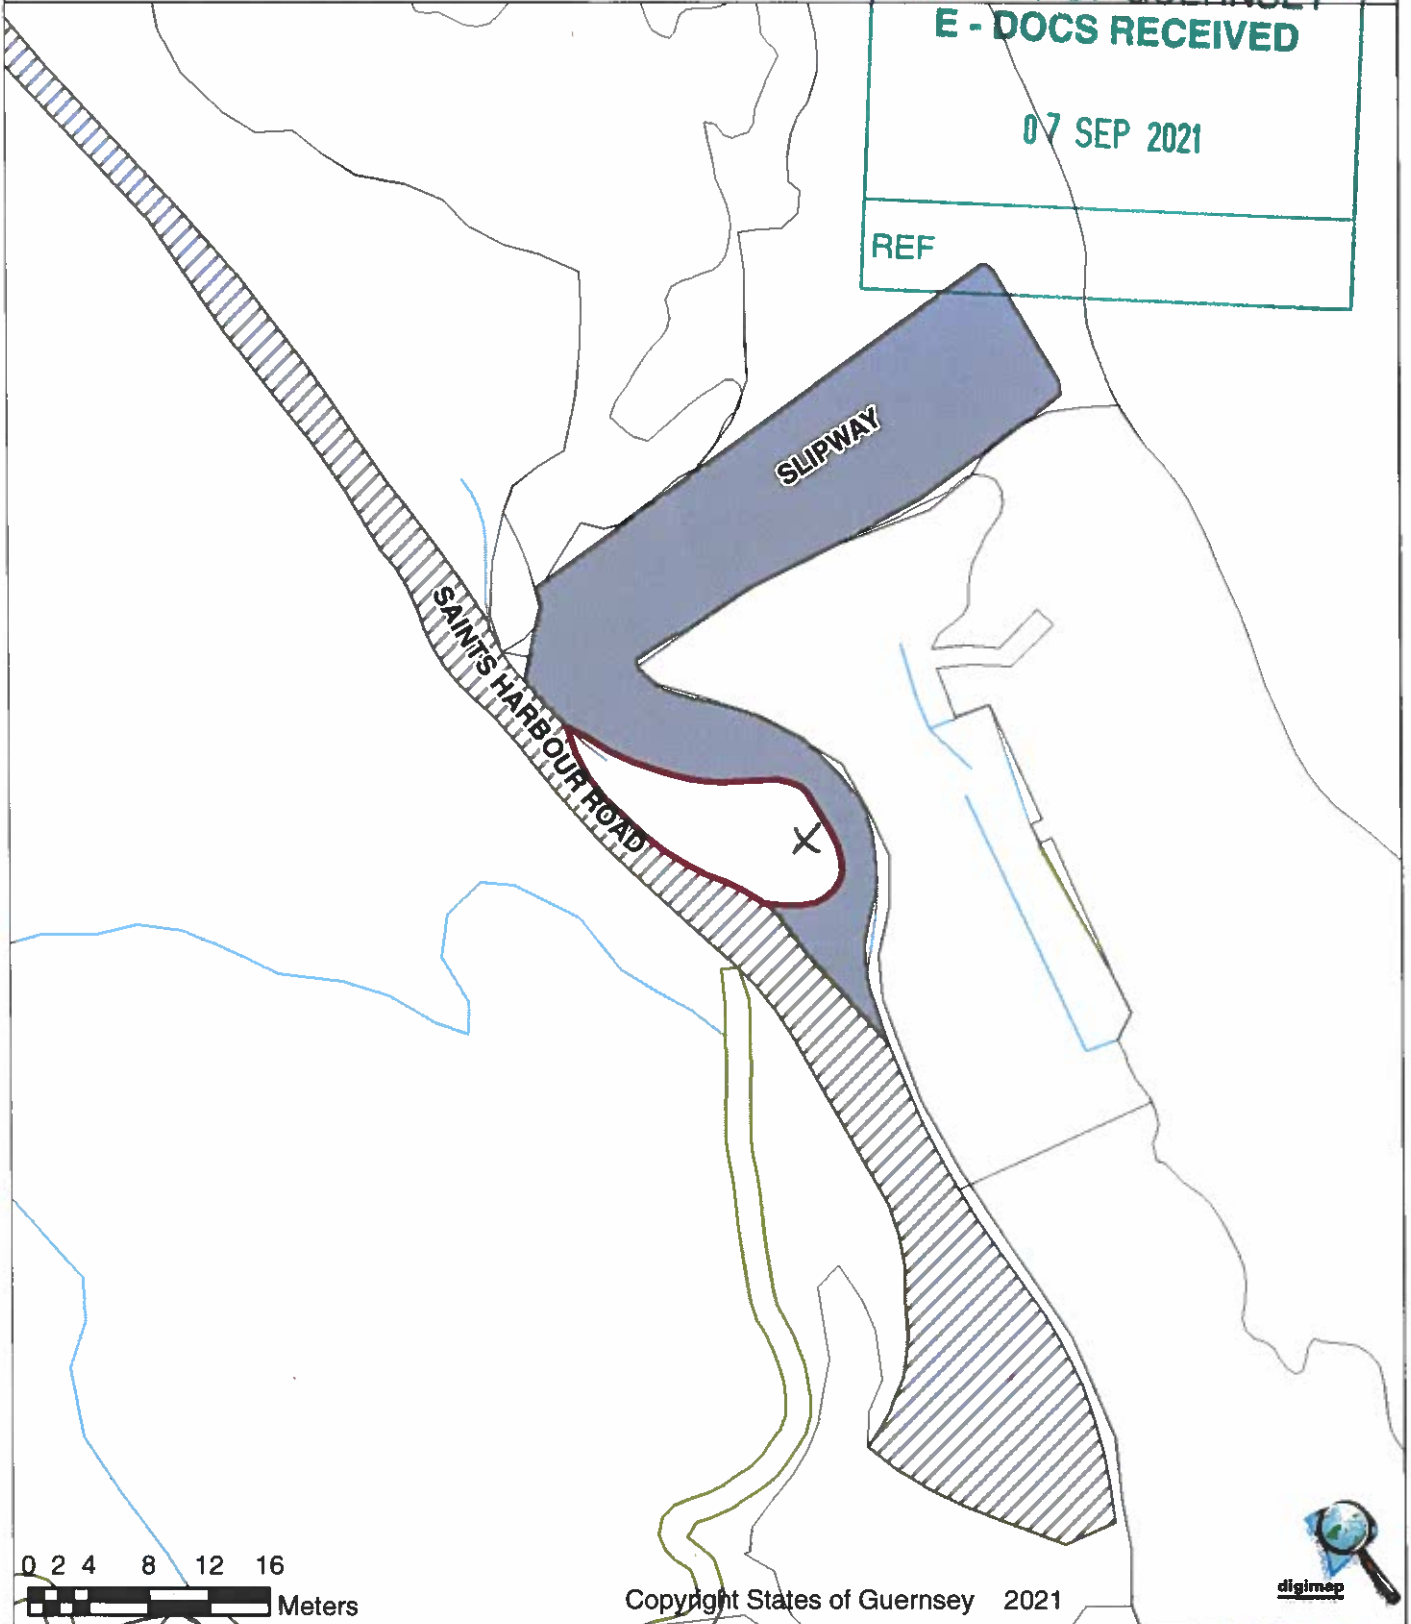 E - DOCS RECEIVED
07 SEP 2021
REF
SLIPWAY
SAINTS HARBOUR ROAD
X
0 2 4 8 12 16
Meters
Copyright States of Guernsey 2021
digimap